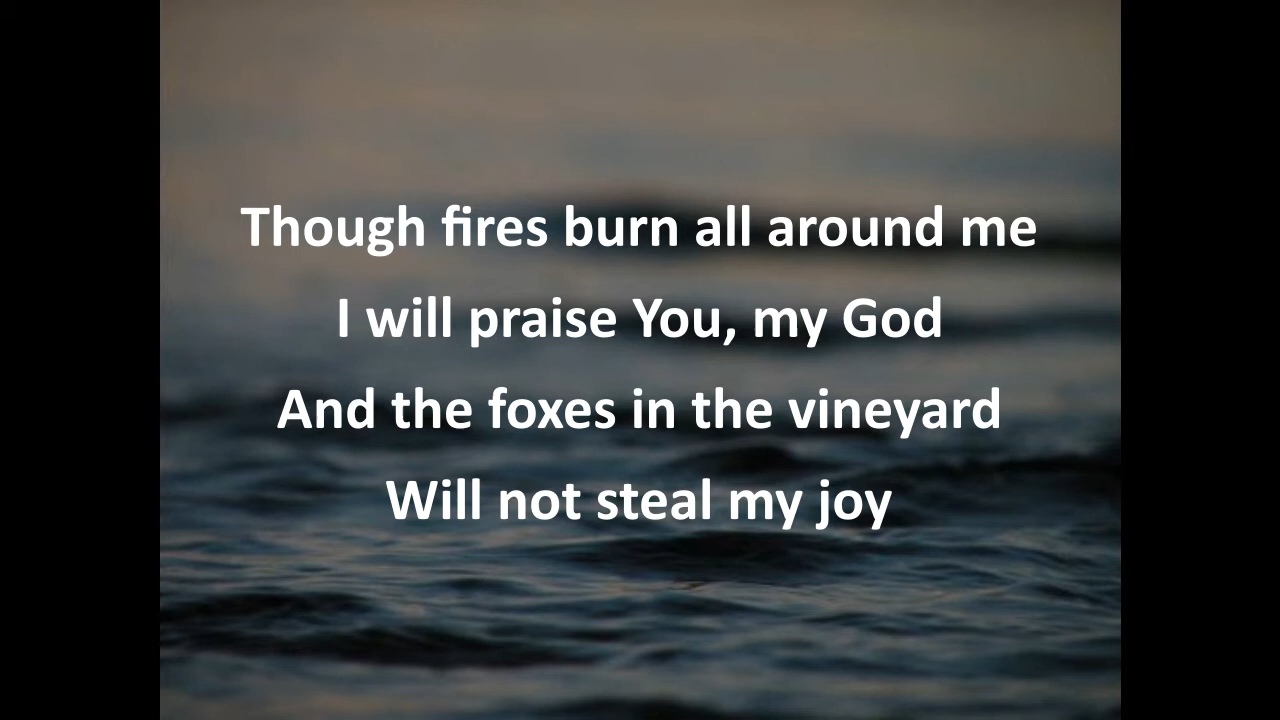 Though fires burn all around me
I will praise You, my God
And the foxes in the vineyard
Will not steal my joy